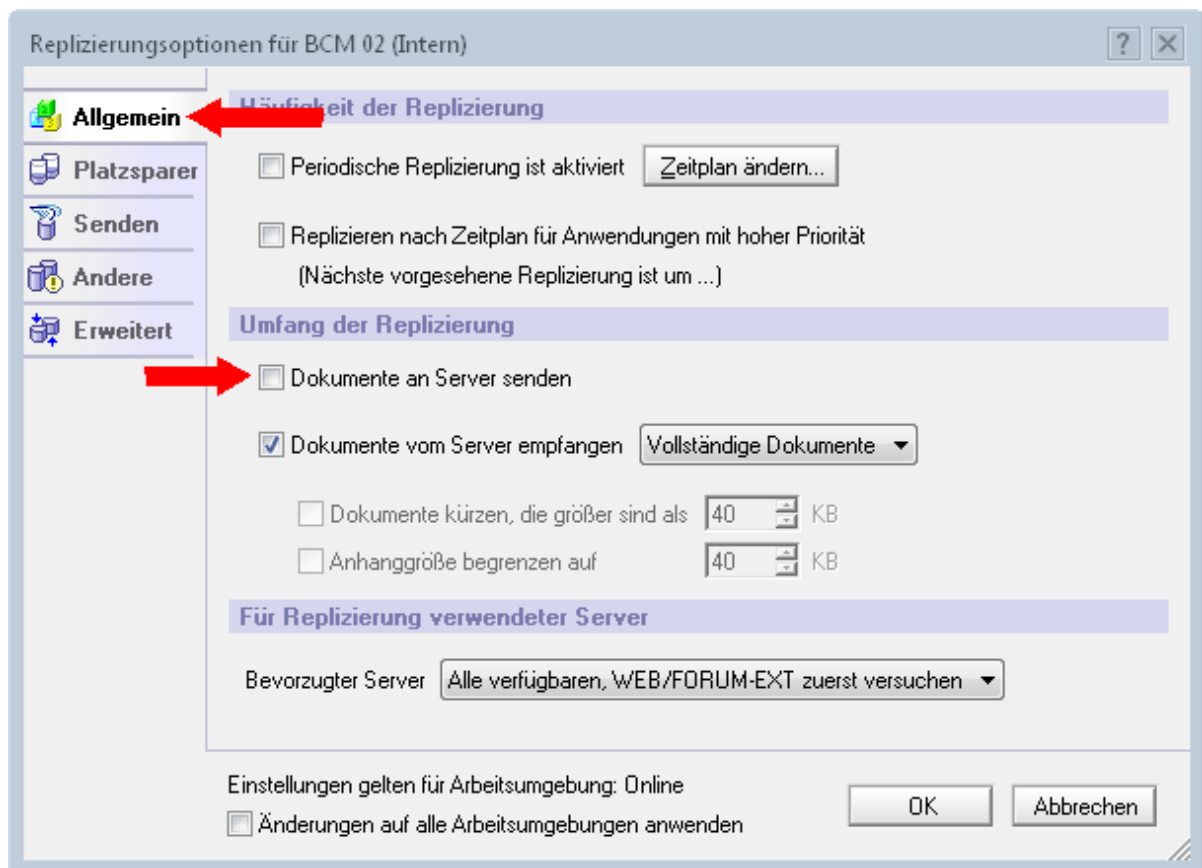 Replizierungsoptionen für BCM 02 (Intern)
Allgemein
Platzsparer
Senden
Andere
Erweitert
Häufigkeit der Replizierung
Periodische Replizierung ist aktiviert Zeitplan ändern...
Replizieren nach Zeitplan für Anwendungen mit hoher Priorität
(Nächste vorgesehene Replizierung ist um ...)
Umfang der Replizierung
Dokumente an Server senden
Dokumente vom Server empfangen Vollständige Dokumente
Dokumente kürzen, die größer sind als 40 KB
Anhanggröße begrenzen auf 40 KB
Für Replizierung verwendeter Server
Bevorzugter Server Alle verfügbaren, WEB/FORUM-EXT zuerst versuchen
Einstellungen gelten für Arbeitsumgebung: Online
Änderungen auf alle Arbeitsumgebungen anwenden
OK Abbrechen